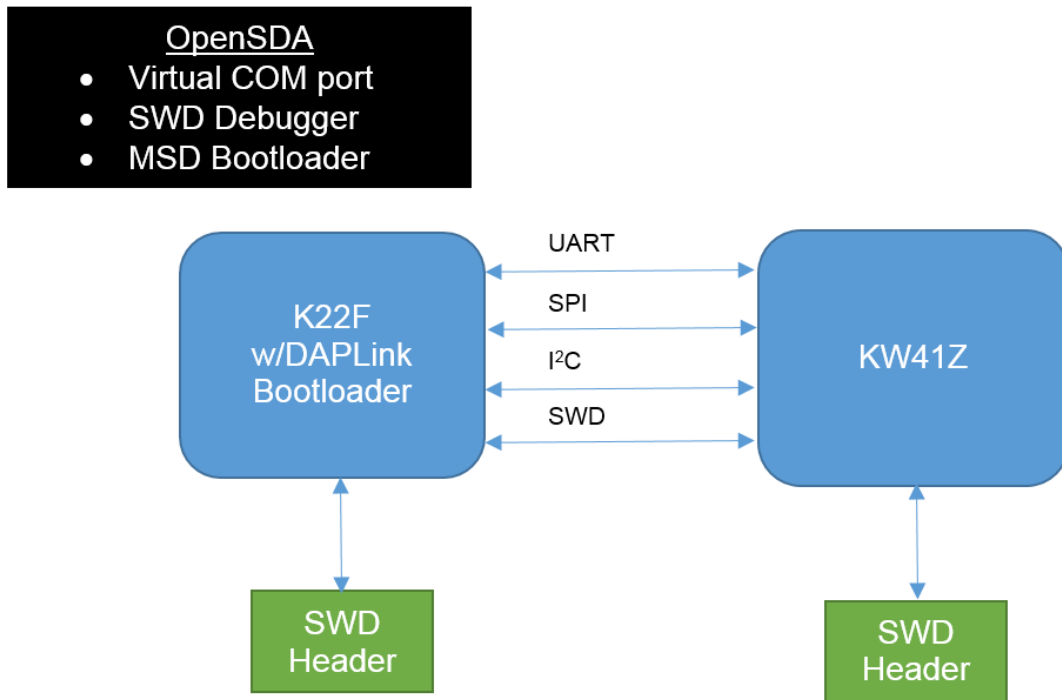 OpenSDA
• Virtual COM port
• SWD Debugger
• MSD Bootloader
UART
SPI
I²C
SWD
K22F
w/DAPLink
Bootloader
KW41Z
SWD
Header
SWD
Header